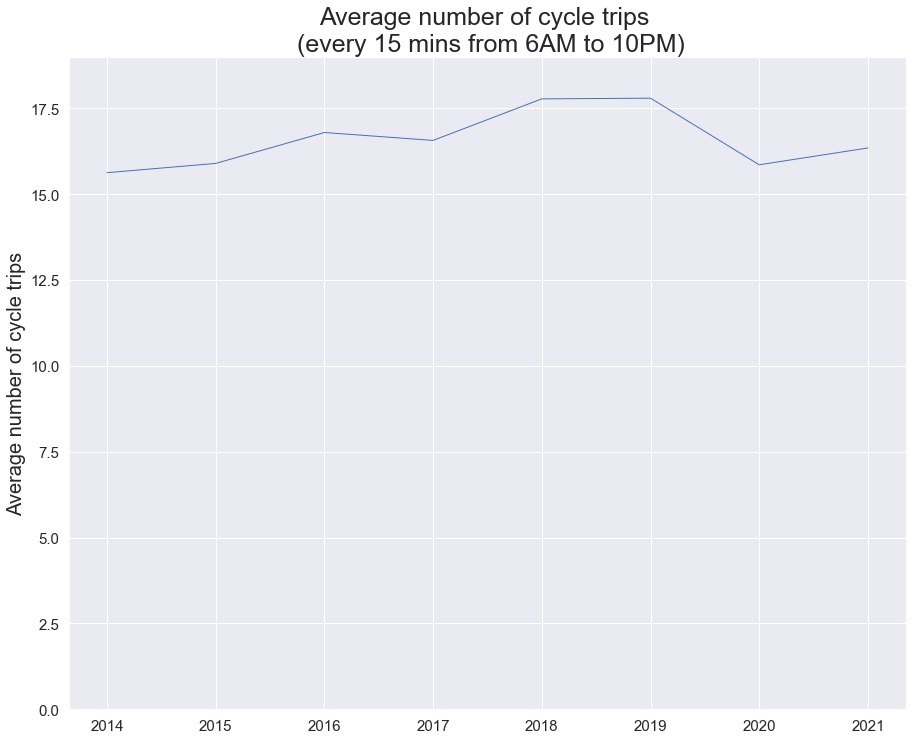 Average number of cycle trips
(every 15 mins from 6AM to 10PM)
Average number of cycle trips
17.5
15.0
12.5
10.0
7.5
5.0
2.5
0.0
2014 2015 2016 2017 2018 2019 2020 2021